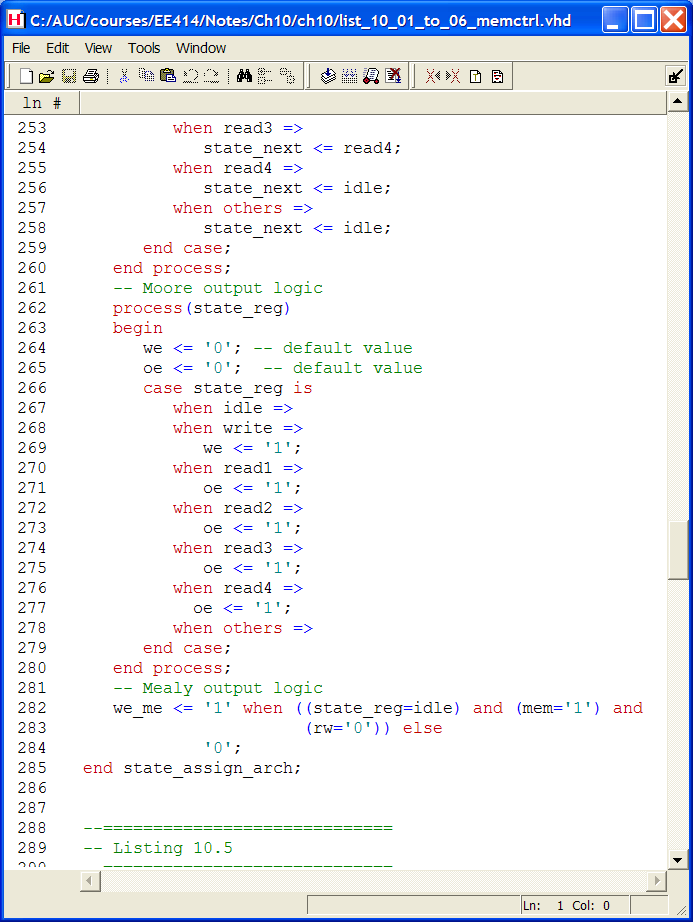 C:/AUC/courses/EE414/Notes/Ch10/ch10/list_10_01_to_06_memctrl.vhd
File Edit View Tools Window
ln #
253 when read3 =>
254 state_next <= read4;
255 when read4 =>
256 state_next <= idle;
257 when others =>
258 state_next <= idle;
259 end case;
260 end process;
261 -- Moore output logic
262 process(state_reg)
263 begin
264 we <= '0'; -- default value
265 oe <= '0';  -- default value
266 case state_reg is
267 when idle =>
268 when write =>
269 we <= '1';
270 when read1 =>
271 oe <= '1';
272 when read2 =>
273 oe <= '1';
274 when read3 =>
275 oe <= '1';
276 when read4 =>
277 oe <= '1';
278 when others =>
279 end case;
280 end process;
281 -- Mealy output logic
282 we_me <= '1' when ((state_reg=idle) and (mem='1') and
283 (rw='0')) else
284 '0';
285 end state_assign_arch;
286
287
288 --=============================
289 -- Listing 10.5
290 --=============================
Ln: 1 Col: 0